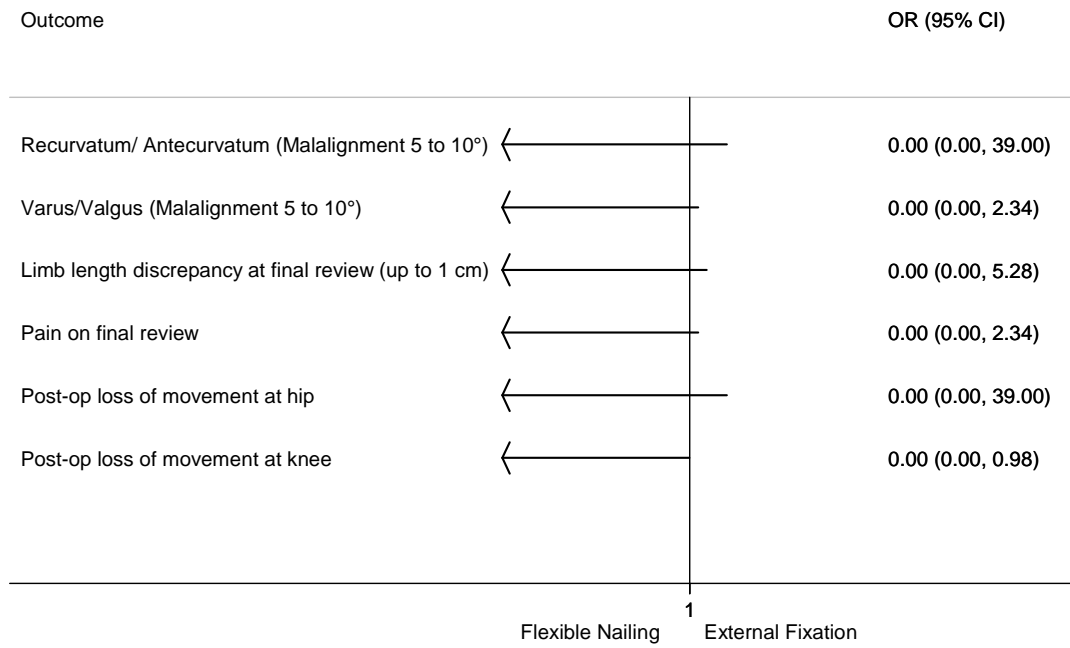 Outcome OR (95% CI)
Recurvatum/ Antecurvatum (Malalignment 5 to 10°) 0.00 (0.00, 39.00)
Varus/Valgus (Malalignment 5 to 10°) 0.00 (0.00, 2.34)
Limb length discrepancy at final review (up to 1 cm) 0.00 (0.00, 5.28)
Pain on final review 0.00 (0.00, 2.34)
Post-op loss of movement at hip 0.00 (0.00, 39.00)
Post-op loss of movement at knee 0.00 (0.00, 0.98)
1
Flexible Nailing External Fixation